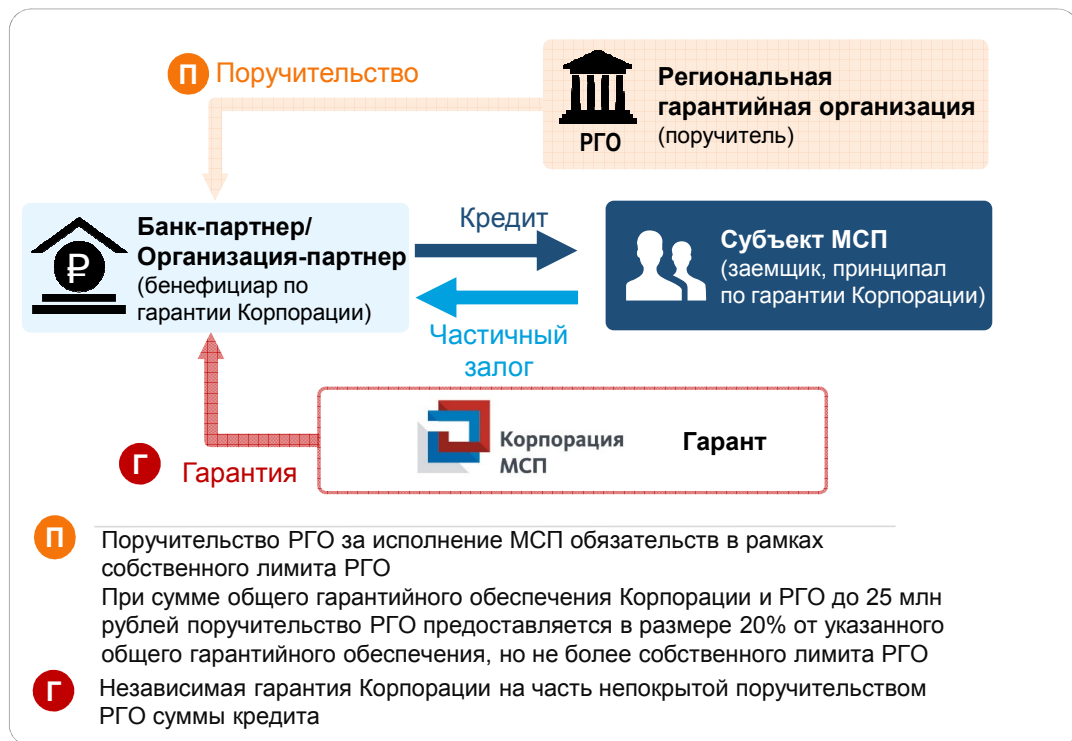 П Поручительство
Региональная
гарантийная организация
(поручитель)
РГО
Банк-партнер/
Организация-партнер
(бенефициар по
гарантии Корпорации)
₽
Кредит
Субъект МСП
(заемщик, принципал
по гарантии Корпорации)
Частичный
залог
Корпорация
МСП
Гарант
Г Гарантия
П Поручительство РГО за исполнение МСП обязательств в рамках
собственного лимита РГО
При сумме общего гарантийного обеспечения Корпорации и РГО до 25 млн
рублей поручительство РГО предоставляется в размере 20% от указанного
общего гарантийного обеспечения, но не более собственного лимита РГО
Г Независимая гарантия Корпорации на часть непокрытой поручительством
РГО суммы кредита